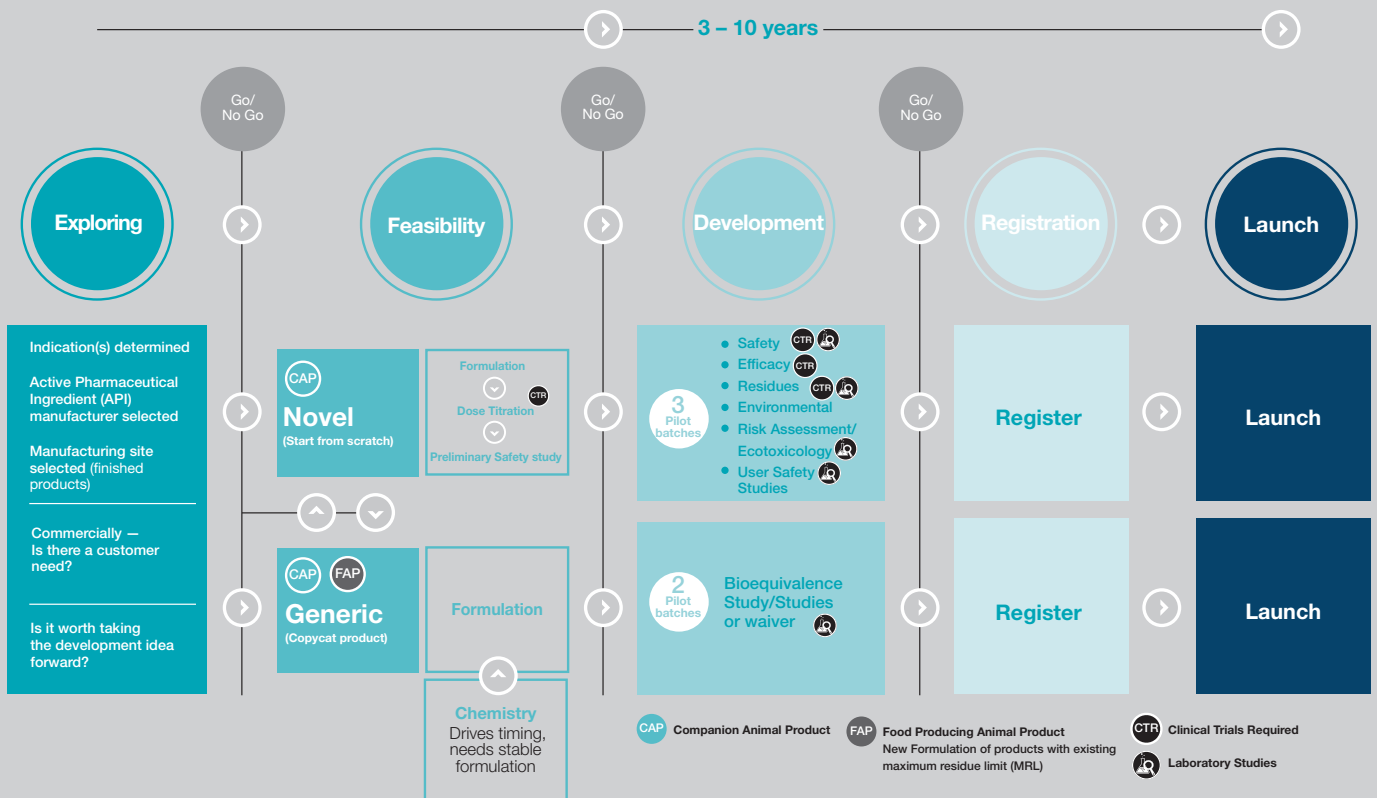 3 – 10 years
Go/
No Go
Go/
No Go
Go/
No Go
Exploring
Feasibility
Development
Registration
Launch
Indication(s) determined
Active Pharmaceutical
Ingredient (API)
manufacturer selected
Manufacturing site
selected (finished
products)
Commercially —
Is there a customer
need?
Is it worth taking
the development idea
forward?
CAP
Novel
(Start from scratch)
Formulation
CTR
Dose Titration
Preliminary Safety study
3
Pilot
batches
• Safety CTR
• Efficacy CTR
• Residues CTR
• Environmental
• Risk Assessment/
Ecotoxicology
• User Safety
Studies
Register
Launch
CAP FAP
Generic
(Copycat product)
Formulation
Chemistry
Drives timing,
needs stable
formulation
2
Pilot
batches
Bioequivalence
Study/Studies
or waiver
Register
Launch
CAP Companion Animal Product
FAP Food Producing Animal Product
New Formulation of products with existing
maximum residue limit (MRL)
CTR Clinical Trials Required
Laboratory Studies